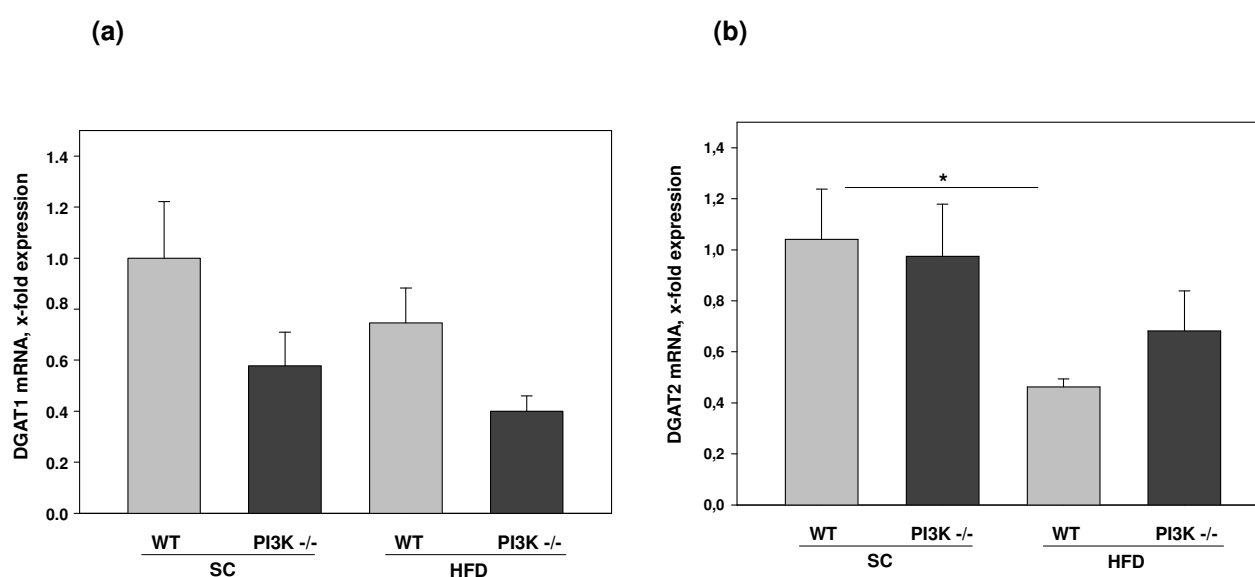 (a)
(b)
DGAT1 mRNA, x-fold expression
1.4
1.2
1.0
0.8
0.6
0.4
0.2
0.0
WT PI3K -/- WT PI3K -/-
SC HFD
DGAT2 mRNA, x-fold expression
1,4
1,2
1,0
0,8
0,6
0,4
0,2
0,0
*
WT PI3K -/- WT PI3K -/-
SC HFD